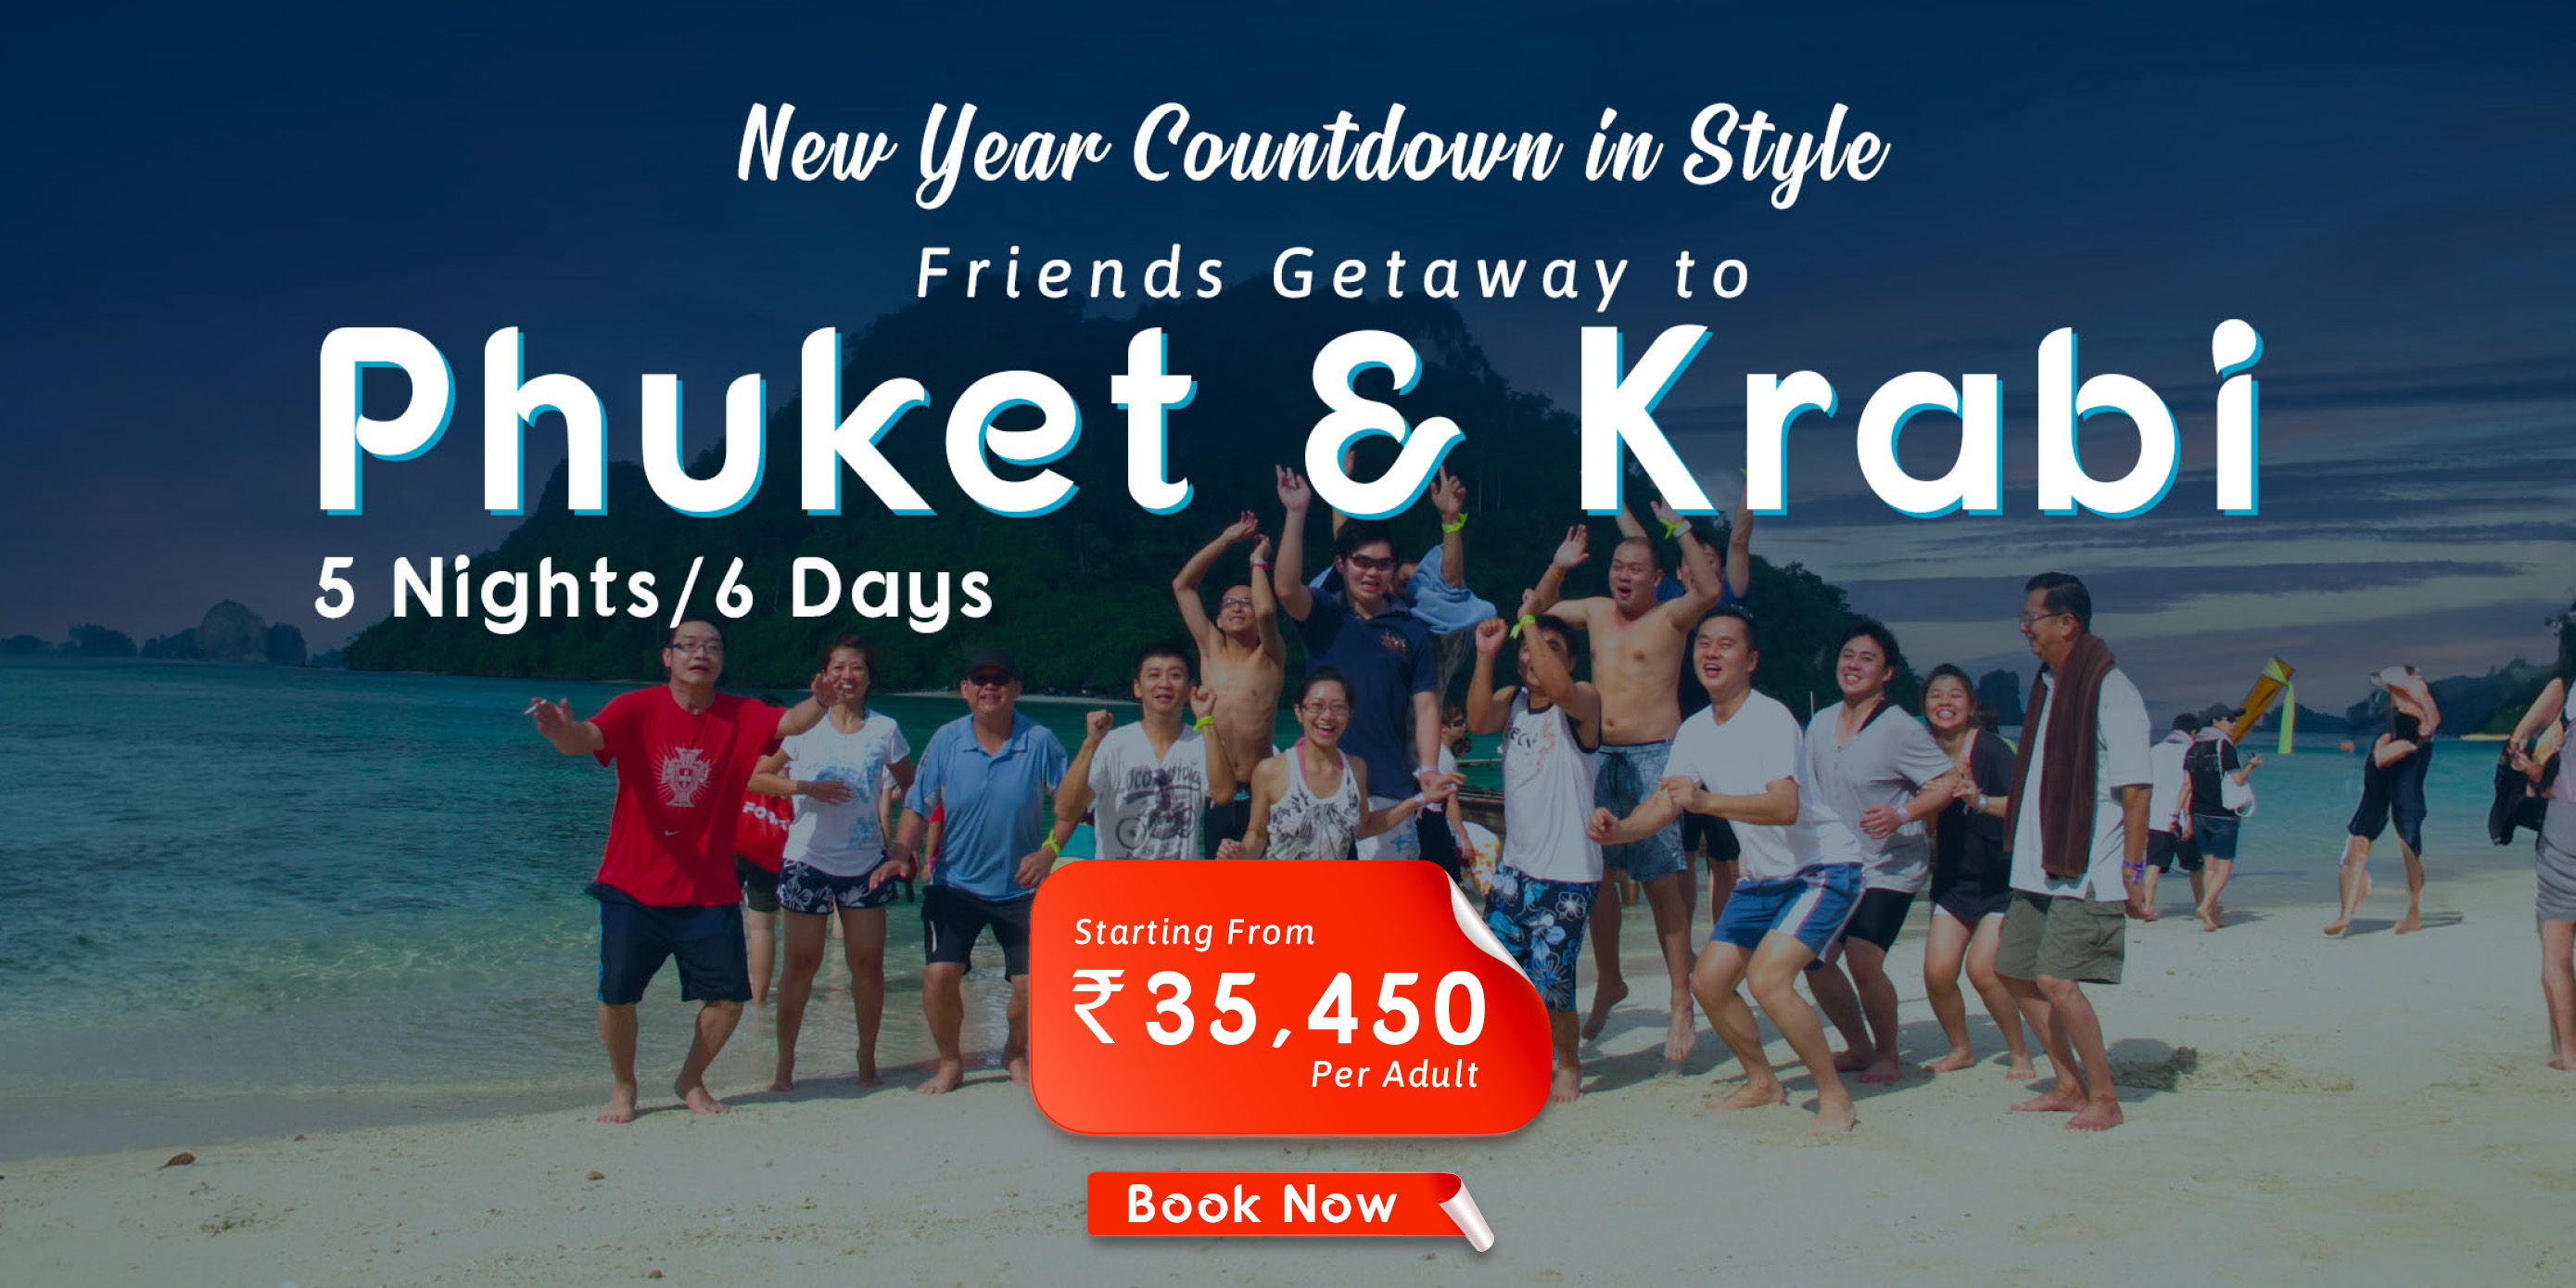 New Year Countdown in Style
Friends Getaway to
Phuket & Krabi
5 Nights/6 Days
Starting From
₹35,450
Per Adult
Book Now